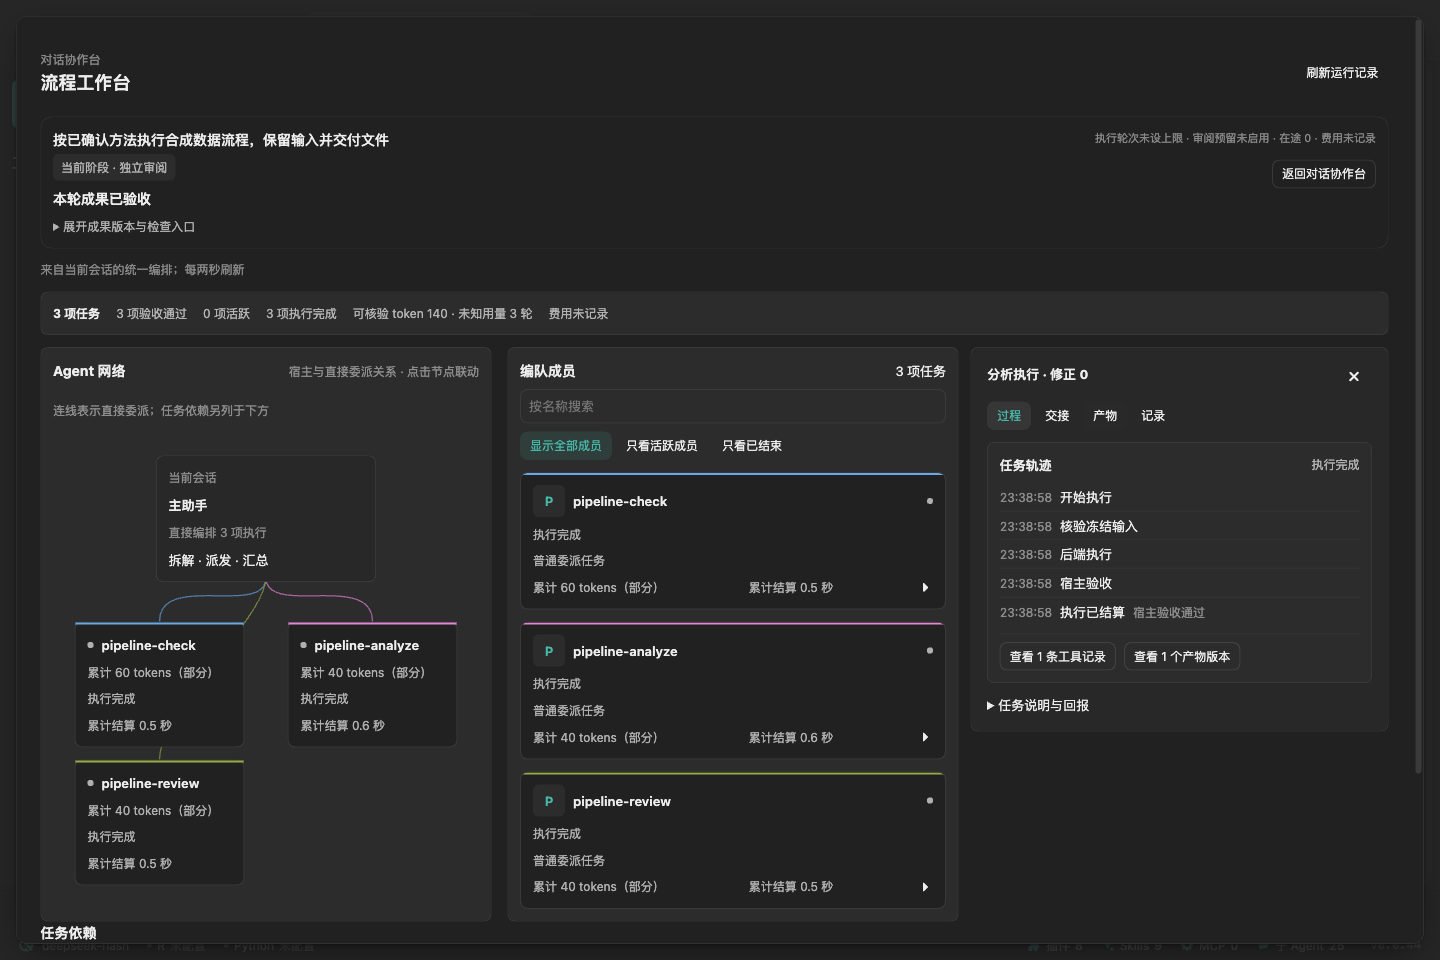 对话协作台
流程工作台
刷新运行记录
按已确认方法执行合成数据流程，保留输入并交付文件
执行轮次未设上限 · 审阅预留未启用 · 在途 0 · 费用未记录
当前阶段 · 独立审阅
返回对话协作台
本轮成果已验收
展开成果版本与检查入口
来自当前会话的统一编排；每两秒刷新
3 项任务 3 项验收通过 0 项活跃 3 项执行完成 可核验 token 140 · 未知用量 3 轮 费用未记录
Agent 网络
宿主与直接委派关系 · 点击节点联动
连线表示直接委派；任务依赖另列于下方
当前会话
主助手
直接编排 3 项执行
拆解 · 派发 · 汇总
pipeline-check
累计 60 tokens（部分）
执行完成
累计结算 0.5 秒
pipeline-analyze
累计 40 tokens（部分）
执行完成
累计结算 0.6 秒
pipeline-review
累计 40 tokens（部分）
执行完成
累计结算 0.5 秒
编队成员
3 项任务
按名称搜索
显示全部成员 只看活跃成员 只看已结束
P pipeline-check
执行完成
普通委派任务
累计 60 tokens（部分） 累计结算 0.5 秒
P pipeline-analyze
执行完成
普通委派任务
累计 40 tokens（部分） 累计结算 0.6 秒
P pipeline-review
执行完成
普通委派任务
累计 40 tokens（部分） 累计结算 0.5 秒
分析执行 · 修正 0
过程 交接 产物 记录
任务轨迹 执行完成
23:38:58 开始执行
23:38:58 核验冻结输入
23:38:58 后端执行
23:38:58 宿主验收
23:38:58 执行已结算 宿主验收通过
查看 1 条工具记录 查看 1 个产物版本
任务说明与回报
任务依赖